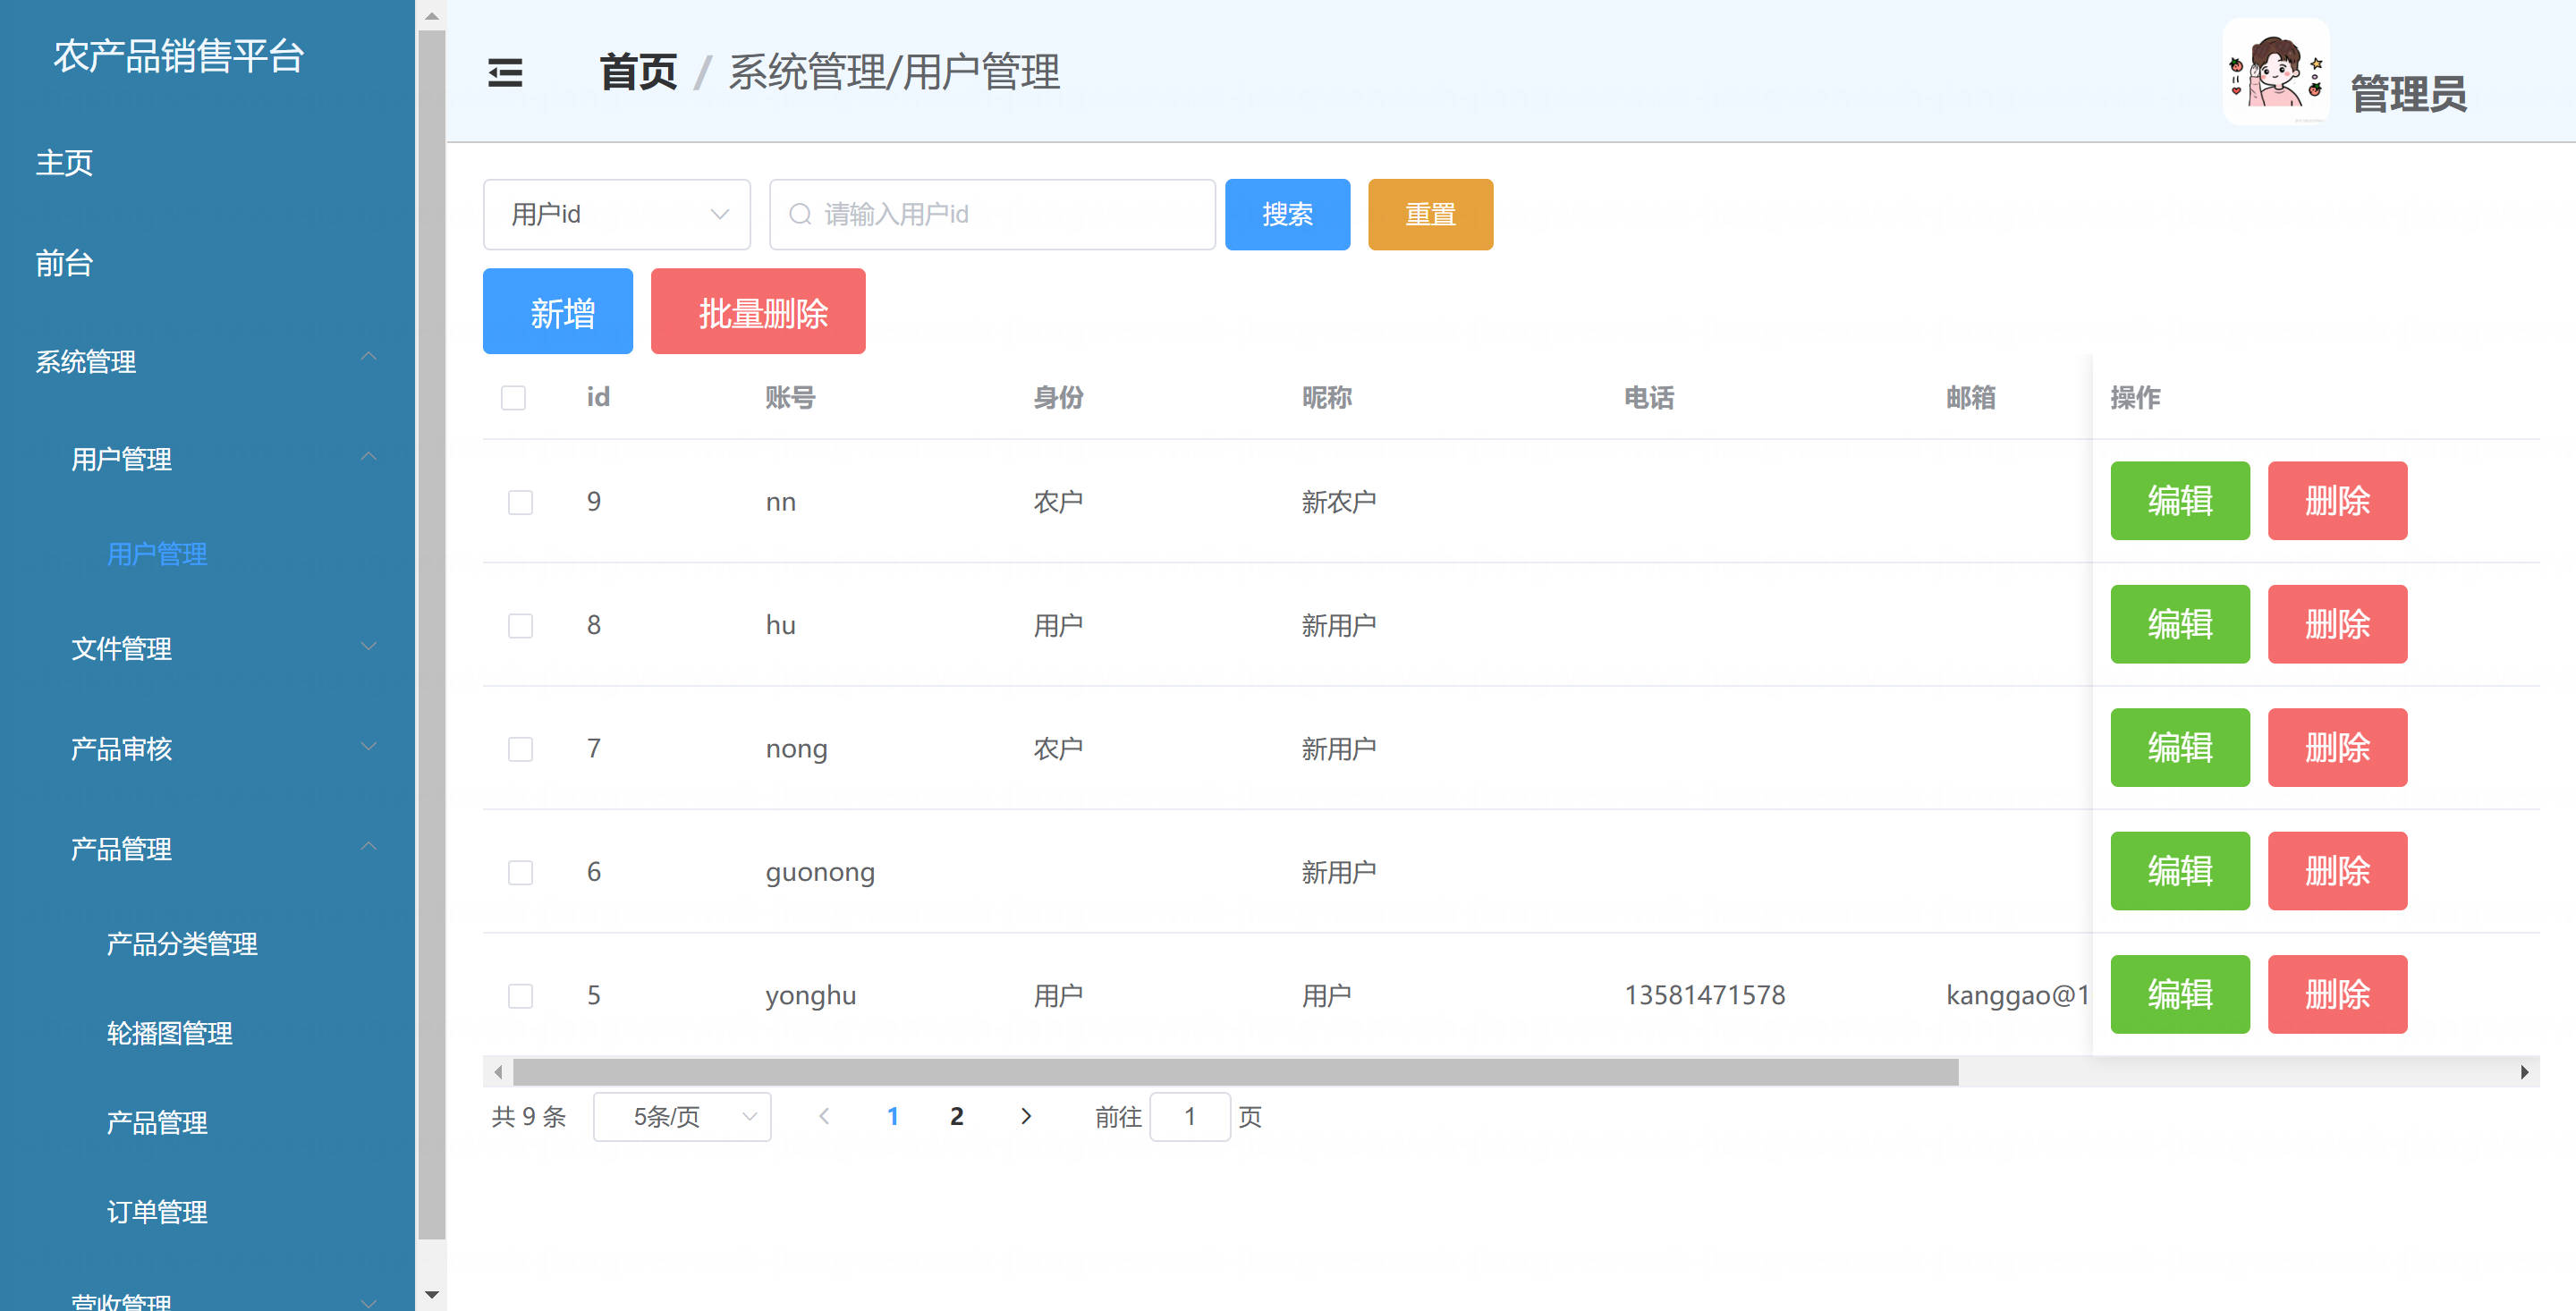 农产品销售平台
主页
前台
系统管理
用户管理
用户管理
文件管理
产品审核
产品管理
产品分类管理
轮播图管理
产品管理
订单管理
营收管理
首页 / 系统管理/用户管理
管理员
用户id 请输入用户id 搜索 重置
新增 批量删除
id 账号 身份 昵称 电话 邮箱 操作
9 nn 农户 新农户 编辑 删除
8 hu 用户 新用户 编辑 删除
7 nong 农户 新用户 编辑 删除
6 guonong 新用户 编辑 删除
5 yonghu 用户 用户 13581471578 kanggao@1 编辑 删除
共 9 条 5条/页 1 2 前往 1 页